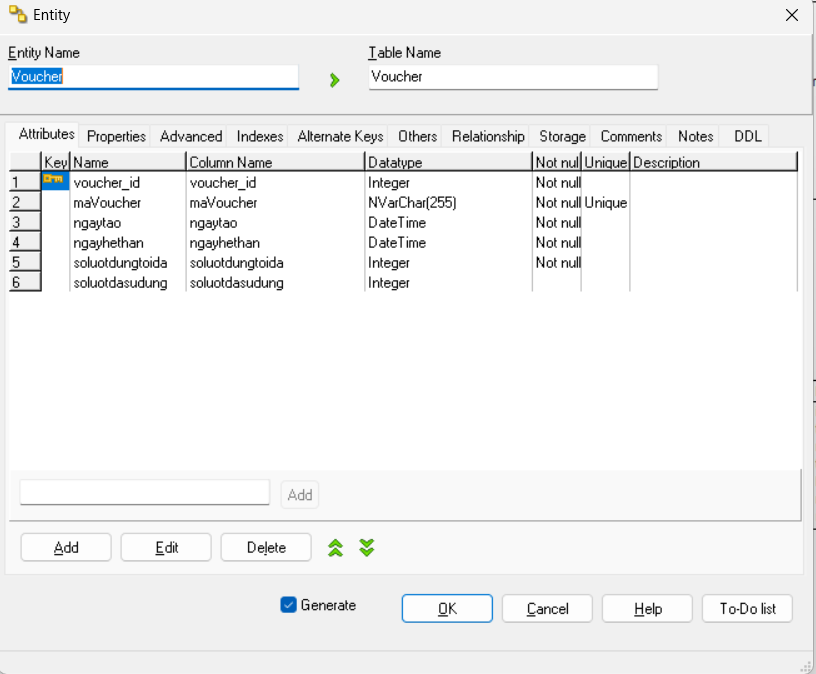 Entity
Entity Name
Table Name
Voucher
Voucher
Attributes Properties Advanced Indexes Alternate Keys Others Relationship Storage Comments Notes DDL
Key Name Column Name Datatype Not nul Unique Description
1 voucher_id voucher_id Integer Not null
2 maVoucher maVoucher NVarChar(255) Not null Unique
3 ngaytao ngaytao DateTime Not null
4 ngayhethan ngayhethan DateTime Not null
5 soluotdungtoida soluotdungtoida Integer Not null
6 soluotdasudung soluotdasudung Integer
Add
Add Edit Delete
Generate OK Cancel Help To-Do list